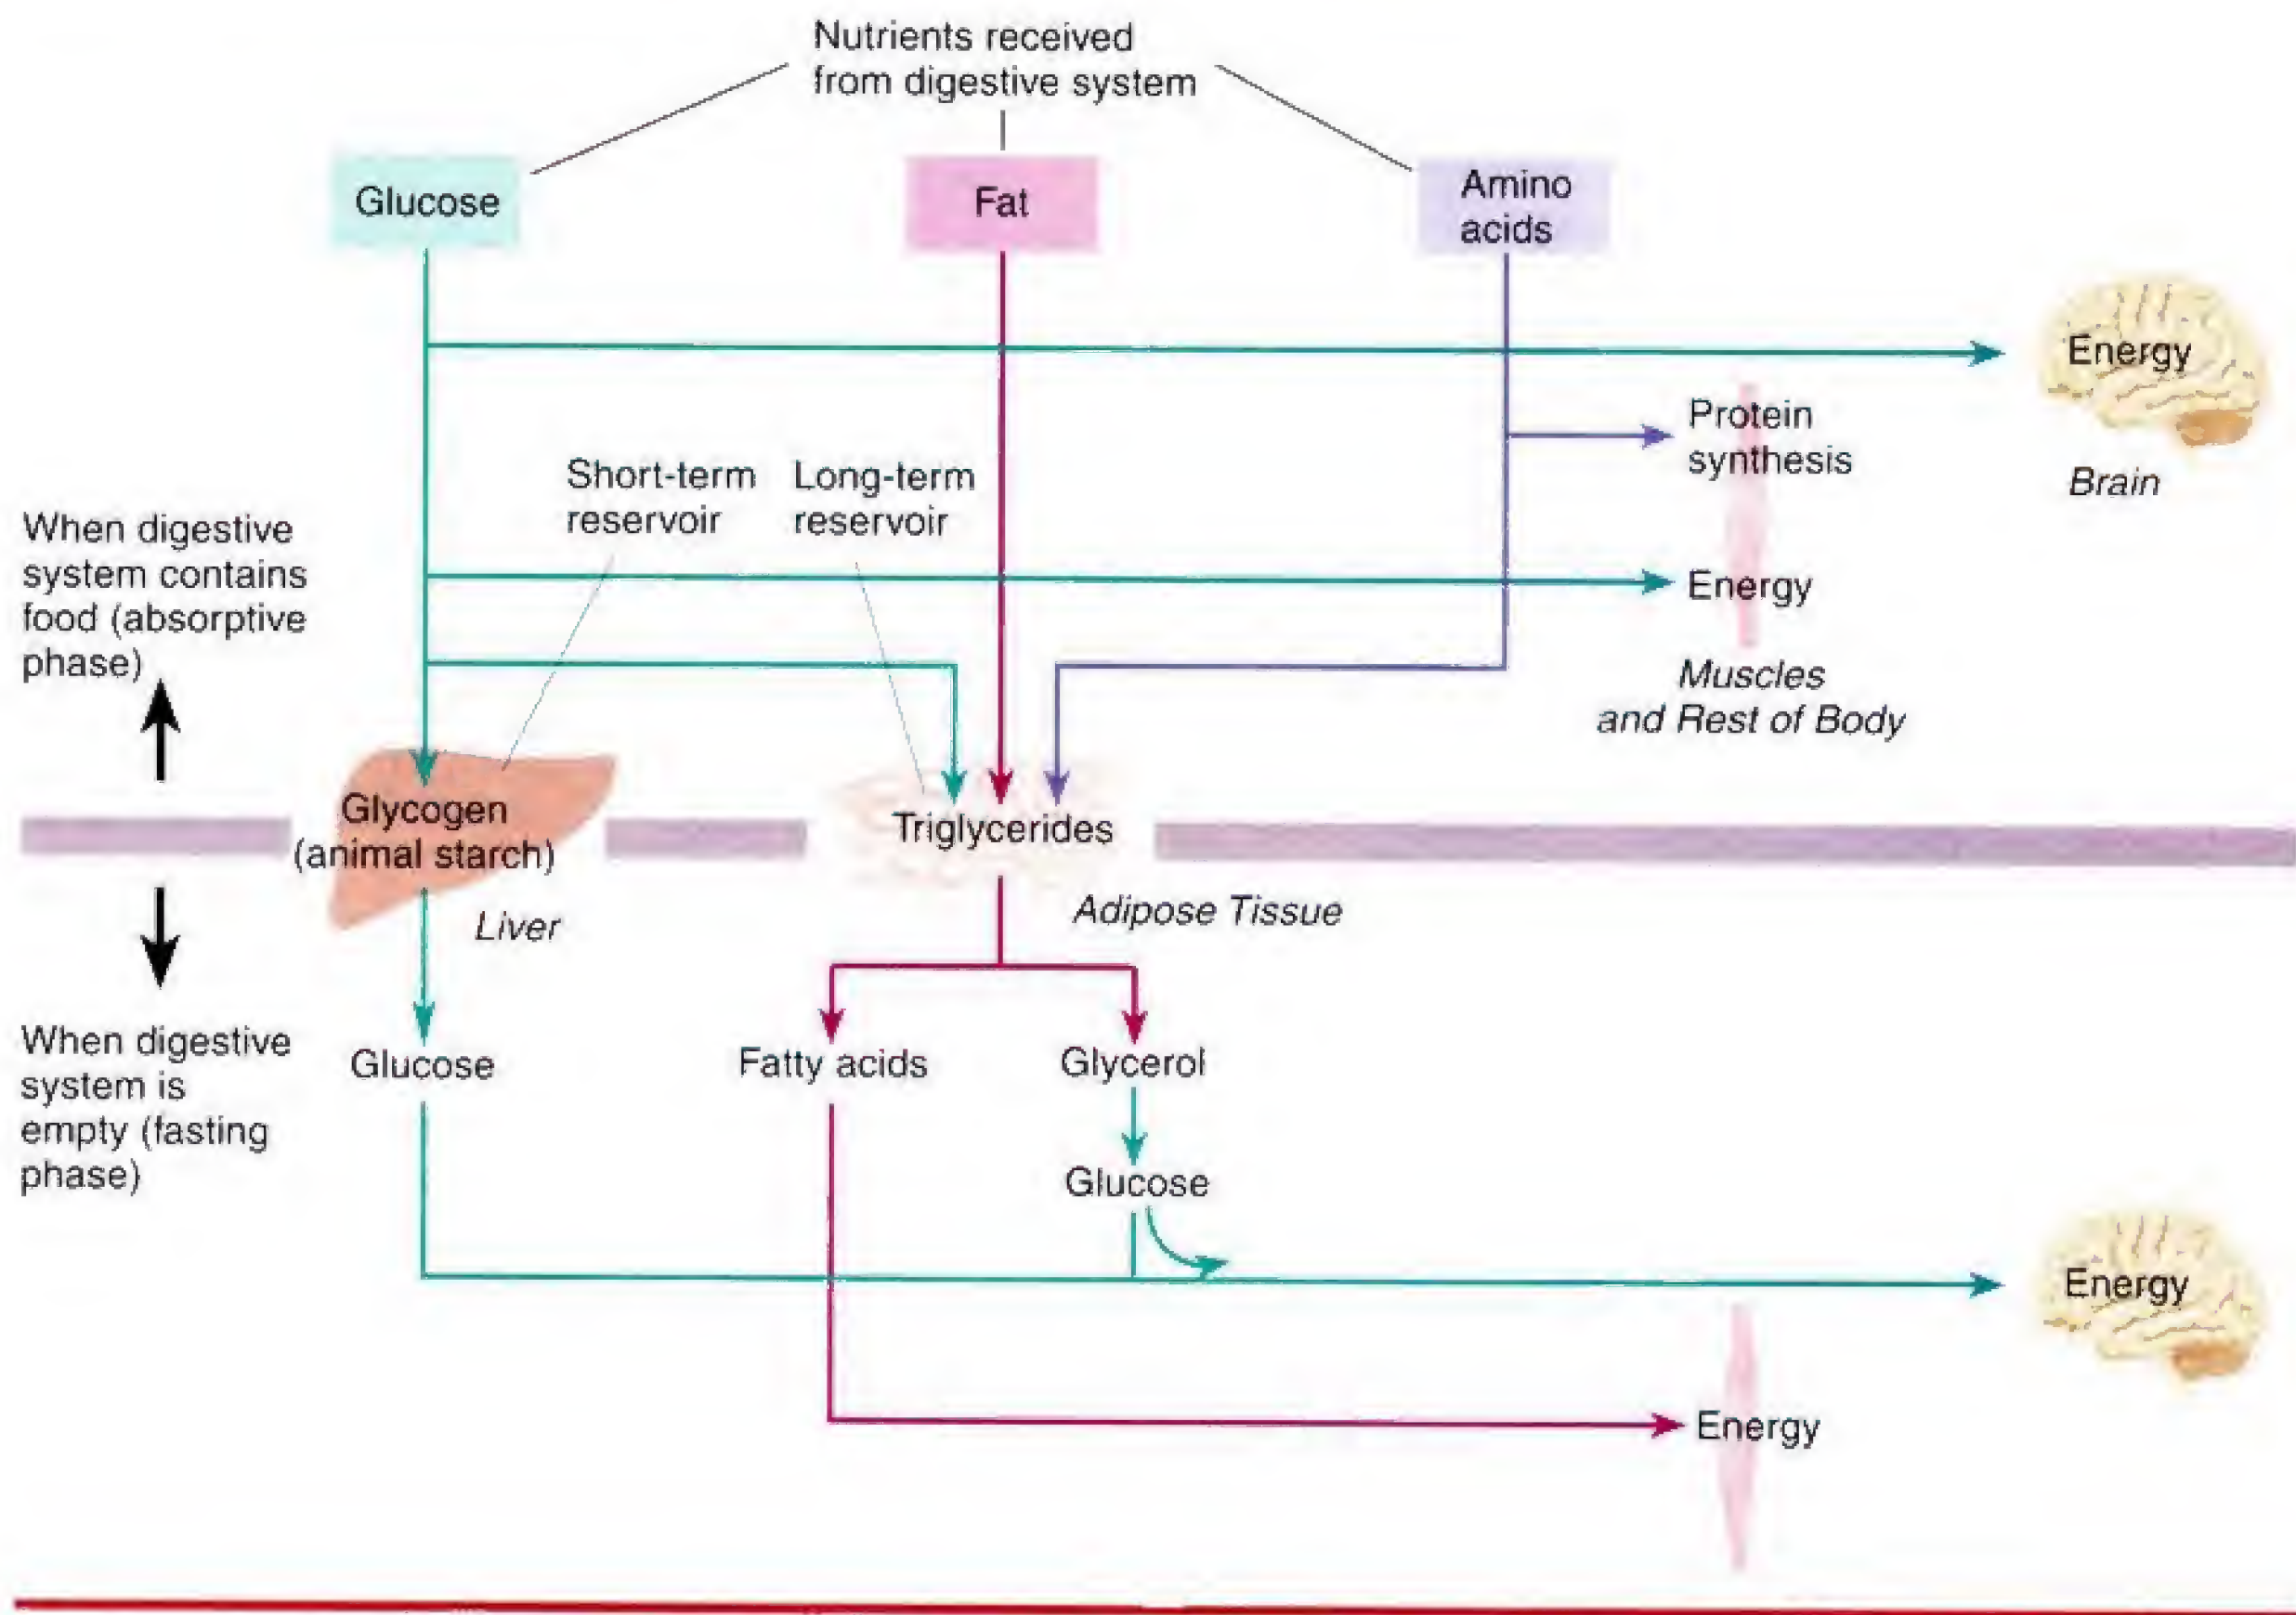 Nutrients received
from digestive system
Glucose
Fat
Amino
acids
Energy
Protein
synthesis
Brain
Short-term
reservoir
Long-term
reservoir
When digestive
system contains
food (absorptive
phase)
Energy
Muscles
and Rest of Body
Glycogen
(animal starch)
Triglycerides
Liver
Adipose Tissue
When digestive
system is
empty (fasting
phase)
Glucose
Fatty acids
Glycerol
Glucose
Energy
Energy